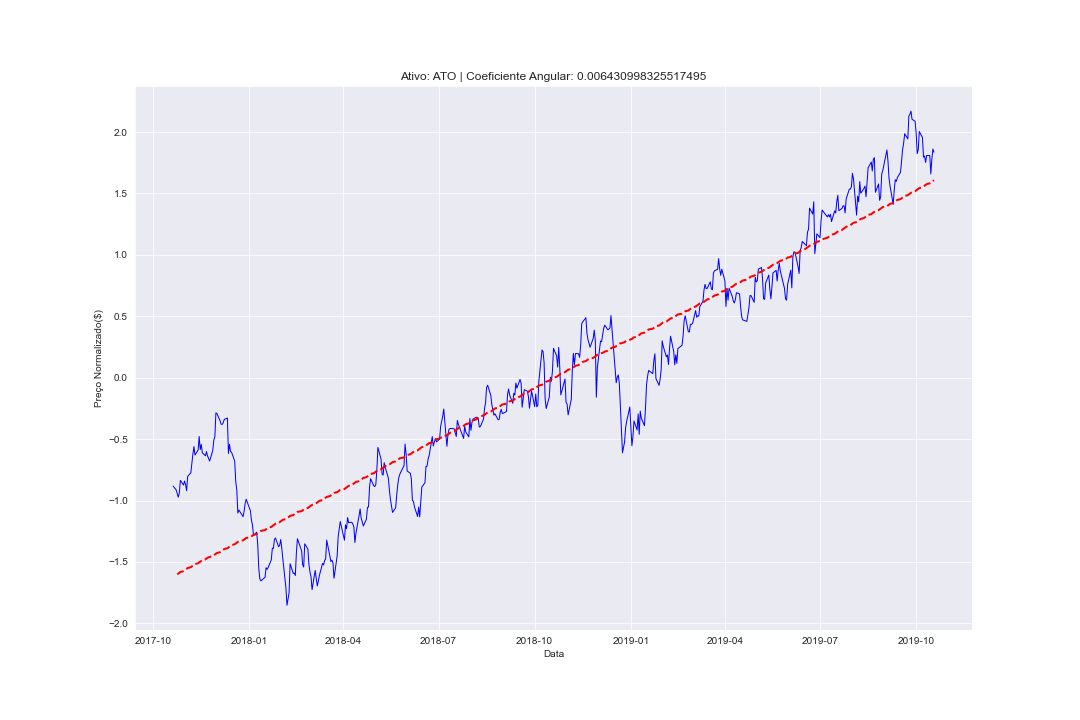 Ativo: ATO | Coeficiente Angular: 0.006430998325517495
Preço Normalizado($)
2.0
1.5
1.0
0.5
0.0
−0.5
−1.0
−1.5
−2.0
2017-10 2018-01 2018-04 2018-07 2018-10 2019-01 2019-04 2019-07 2019-10
Data